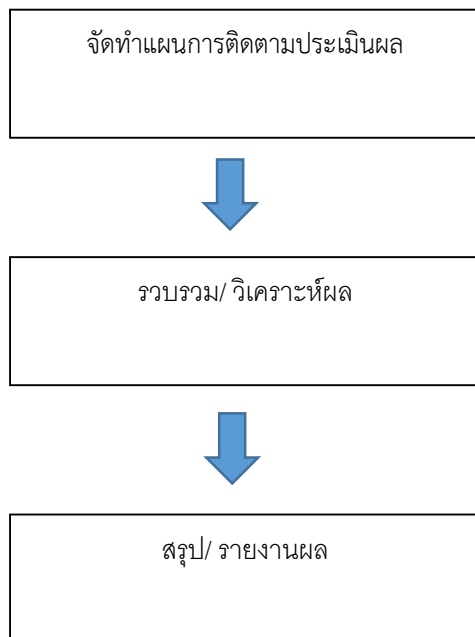 จัดทำแผนการติดตามประเมินผล
รวบรวม/ วิเคราะห์ผล
สรุป/ รายงานผล